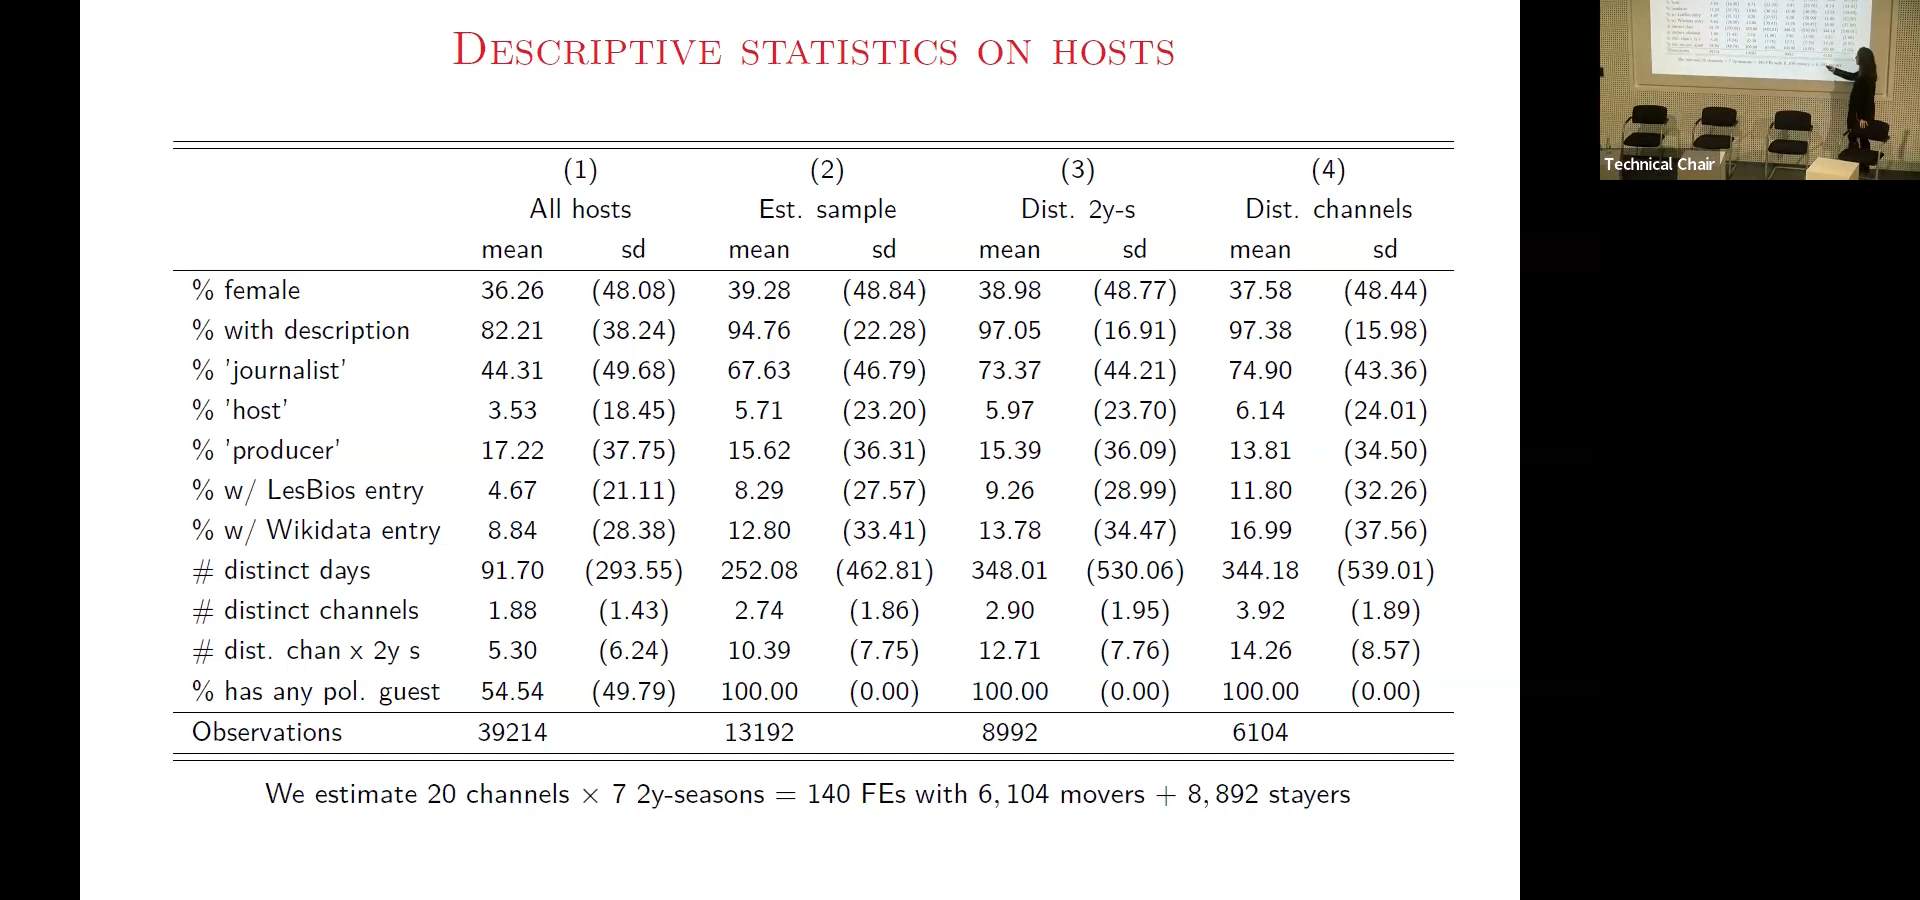 DESCRIPTIVE STATISTICS ON HOSTS
(1) (2) (3) (4)
All hosts Est. sample Dist. 2y-s Dist. channels
mean sd mean sd mean sd mean sd
% female 36.26 (48.08) 39.28 (48.84) 38.98 (48.77) 37.58 (48.44)
% with description 82.21 (38.24) 94.76 (22.28) 97.05 (16.91) 97.38 (15.98)
% 'journalist' 44.31 (49.68) 67.63 (46.79) 73.37 (44.21) 74.90 (43.36)
% 'host' 3.53 (18.45) 5.71 (23.20) 5.97 (23.70) 6.14 (24.01)
% 'producer' 17.22 (37.75) 15.62 (36.31) 15.39 (36.09) 13.81 (34.50)
% w/ LesBios entry 4.67 (21.11) 8.29 (27.57) 9.26 (28.99) 11.80 (32.26)
% w/ Wikidata entry 8.84 (28.38) 12.80 (33.41) 13.78 (34.47) 16.99 (37.56)
# distinct days 91.70 (293.55) 252.08 (462.81) 348.01 (530.06) 344.18 (539.01)
# distinct channels 1.88 (1.43) 2.74 (1.86) 2.90 (1.95) 3.92 (1.89)
# dist. chan x 2y s 5.30 (6.24) 10.39 (7.75) 12.71 (7.76) 14.26 (8.57)
% has any pol. guest 54.54 (49.79) 100.00 (0.00) 100.00 (0.00) 100.00 (0.00)
Observations 39214 13192 8992 6104
We estimate 20 channels × 7 2y-seasons = 140 FEs with 6, 104 movers + 8, 892 stayers
Technical Chair